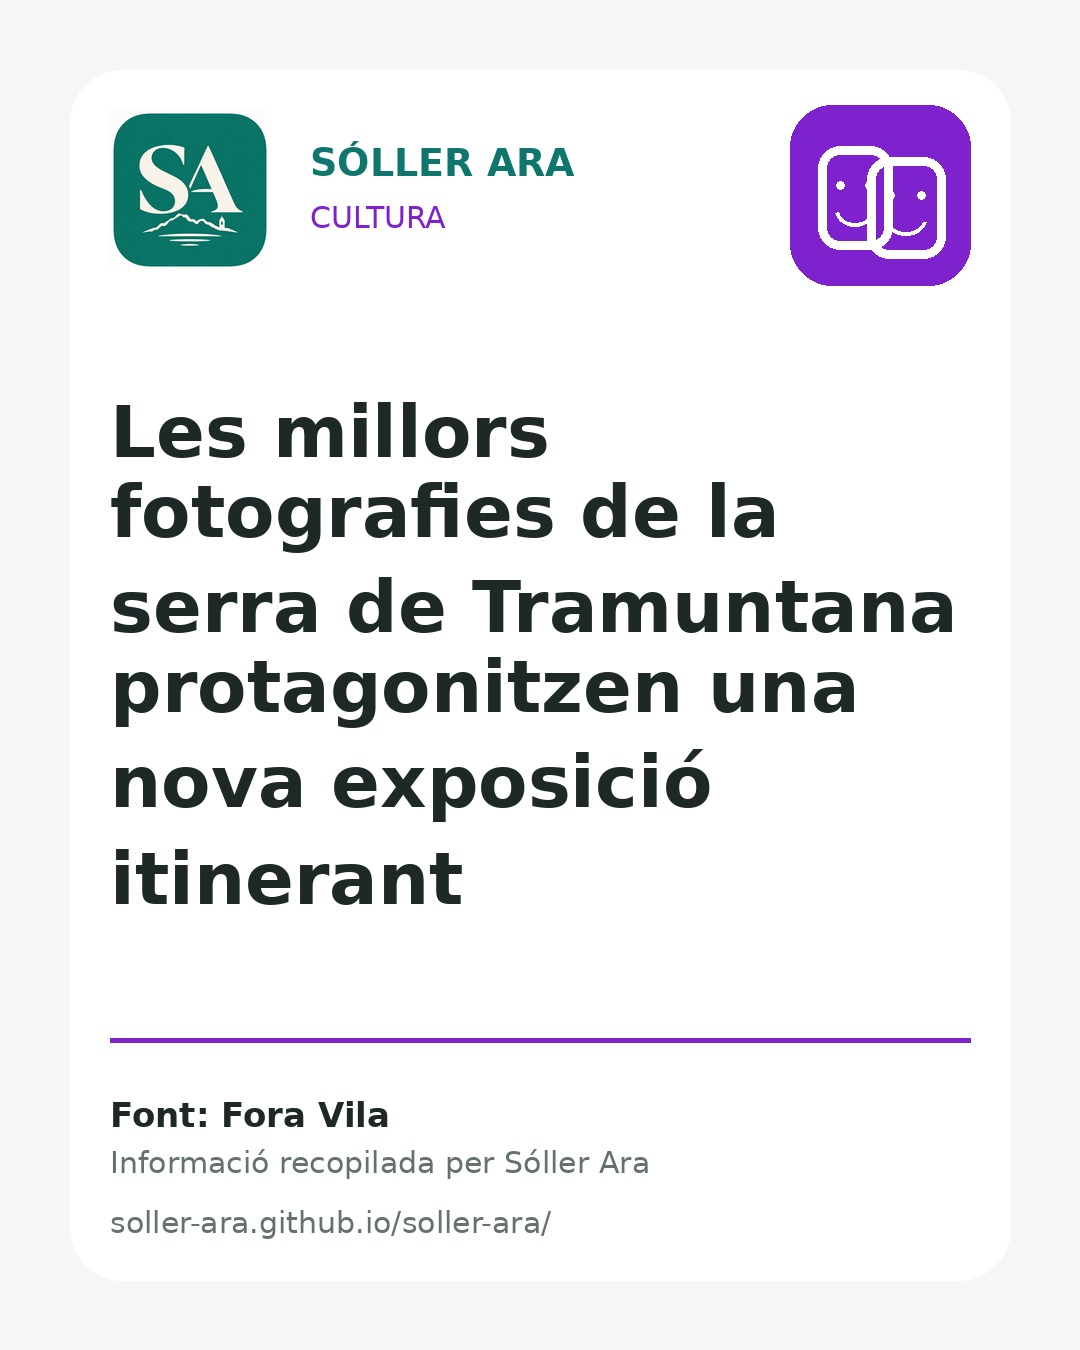 SA
SÓLLER ARA
CULTURA
Les millors
fotografies de la
serra de Tramuntana
protagonitzen una
nova exposició
itinerant
Font: Fora Vila
Informació recopilada per Sóller Ara
soller-ara.github.io/soller-ara/